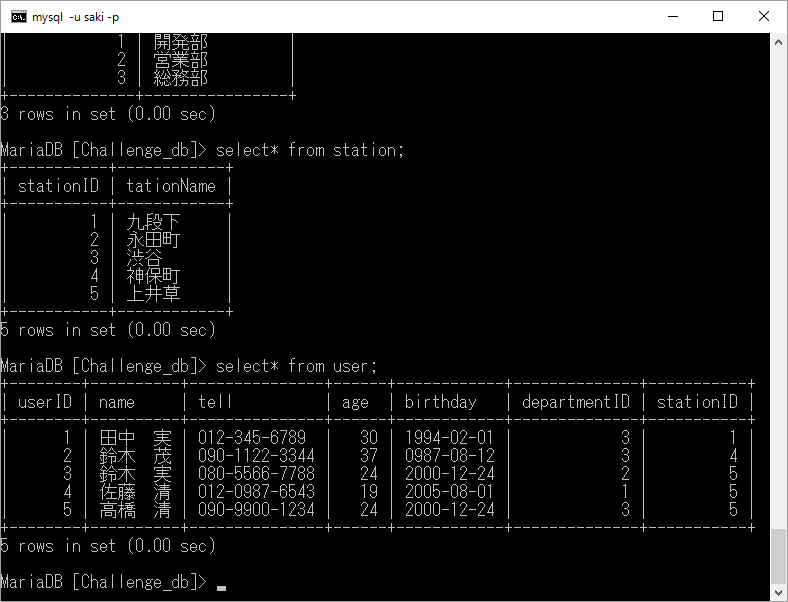 mysql -u saki -p
| 1 | 開発部 |
| 2 | 営業部 |
| 3 | 総務部 |
+--------------+----------------+
3 rows in set (0.00 sec)
MariaDB [Challenge_db]> select* from station;
+-----------+------------+
| stationID | tationName |
+-----------+------------+
| 1 | 九段下 |
| 2 | 永田町 |
| 3 | 渋谷 |
| 4 | 神保町 |
| 5 | 上井草 |
+-----------+------------+
5 rows in set (0.00 sec)
MariaDB [Challenge_db]> select* from user;
+--------+----------+---------------+------+------------+--------------+-----------+
| userID | name | tell | age | birthday | departmentID | stationID |
+--------+----------+---------------+------+------------+--------------+-----------+
| 1 | 田中　実 | 012-345-6789 | 30 | 1994-02-01 | 3 | 1 |
| 2 | 鈴木　茂 | 090-1122-3344 | 37 | 0987-08-12 | 3 | 4 |
| 3 | 鈴木　実 | 080-5566-7788 | 24 | 2000-12-24 | 2 | 5 |
| 4 | 佐藤　清 | 012-0987-6543 | 19 | 2005-08-01 | 1 | 5 |
| 5 | 高橋　清 | 090-9900-1234 | 24 | 2000-12-24 | 3 | 5 |
+--------+----------+---------------+------+------------+--------------+-----------+
5 rows in set (0.00 sec)
MariaDB [Challenge_db]> _